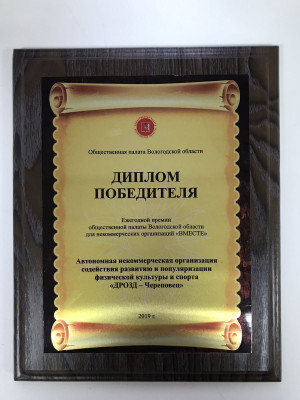 Общественная палата Вологодской области
ДИПЛОМ
ПОБЕДИТЕЛЯ
Ежегодной премии
общественной палаты Вологодской области
для некоммерческих организаций «ВМЕСТЕ»
Автономная некоммерческая организация
содействия развитию и популяризации
физической культуры и спорта
«ДРОЗД – Череповец»
2019 г.